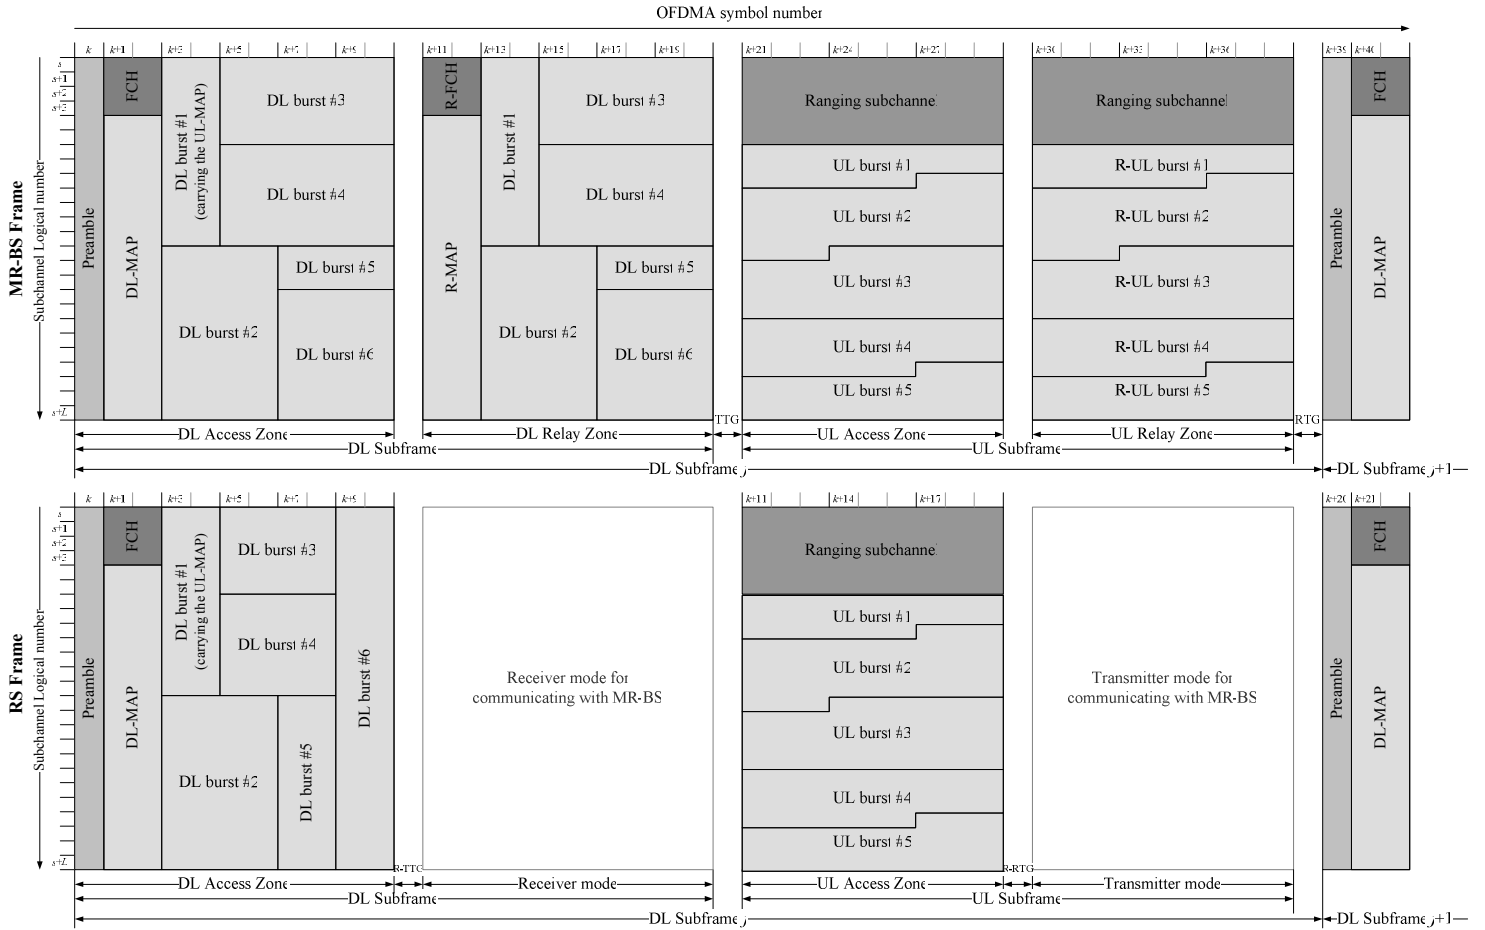 OFDMA symbol number
k k+1 k+3 k+5 k+7 k+9 k+11 k+13 k+15 k+17 k+19 k+21 k+24 k+27 k+30 k+33 k+36 k+39 k+40
MR-BS Frame
Subchannel Logical number
s
s+1
s+2
s+3
s+L
Preamble
FCH
DL-MAP
DL burst #1
(carrying the UL-MAP)
DL burst #3
DL burst #4
DL burst #5
DL burst #2
DL burst #6
R-FCH
R-MAP
DL burst #1
DL burst #3
DL burst #4
DL burst #5
DL burst #2
DL burst #6
Ranging subchannel
UL burst #1
UL burst #2
UL burst #3
UL burst #4
UL burst #5
Ranging subchannel
R-UL burst #1
R-UL burst #2
R-UL burst #3
R-UL burst #4
R-UL burst #5
Preamble
FCH
DL-MAP
TTG
RTG
DL Access Zone
DL Relay Zone
UL Access Zone
UL Relay Zone
DL Subframe
UL Subframe
DL Subframe j
DL Subframe j+1
k k+1 k+3 k+5 k+7 k+9 k+11 k+14 k+17 k+20 k+21
RS Frame
Subchannel Logical number
s
s+1
s+2
s+3
s+L
Preamble
FCH
DL-MAP
DL burst #1
(carrying the UL-MAP)
DL burst #3
DL burst #4
DL burst #2
DL burst #5
DL burst #6
Receiver mode for
communicating with MR-BS
Ranging subchannel
UL burst #1
UL burst #2
UL burst #3
UL burst #4
UL burst #5
Transmitter mode for
communicating with MR-BS
Preamble
FCH
DL-MAP
R-TTG
R-RTG
DL Access Zone
Receiver mode
UL Access Zone
Transmitter mode
DL Subframe
UL Subframe
DL Subframe j
DL Subframe j+1